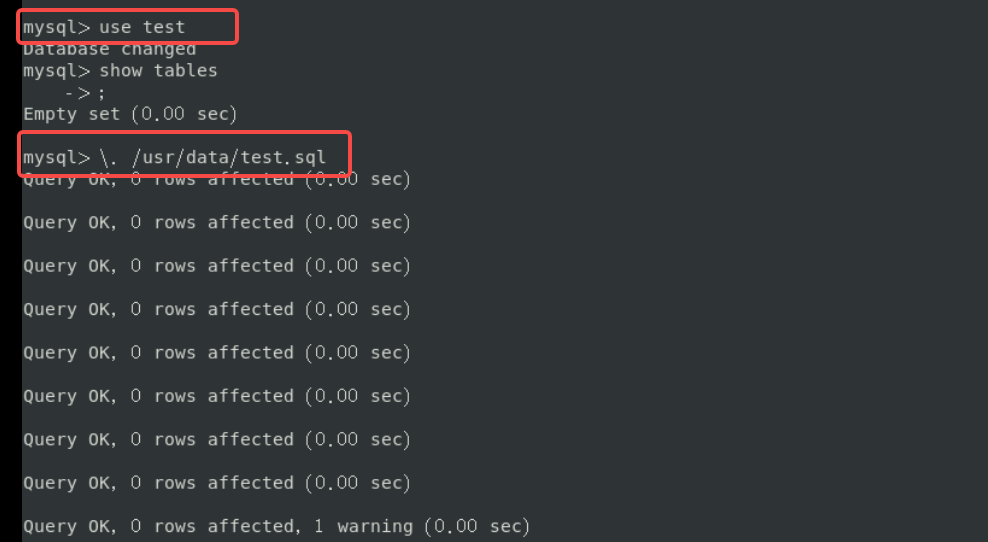 mysql> use test
Database changed
mysql> show tables
    -> ;
Empty set (0.00 sec)
mysql> \. /usr/data/test.sql
Query OK, 0 rows affected (0.00 sec)
Query OK, 0 rows affected (0.00 sec)
Query OK, 0 rows affected (0.00 sec)
Query OK, 0 rows affected (0.00 sec)
Query OK, 0 rows affected (0.00 sec)
Query OK, 0 rows affected (0.00 sec)
Query OK, 0 rows affected (0.00 sec)
Query OK, 0 rows affected (0.00 sec)
Query OK, 0 rows affected, 1 warning (0.00 sec)